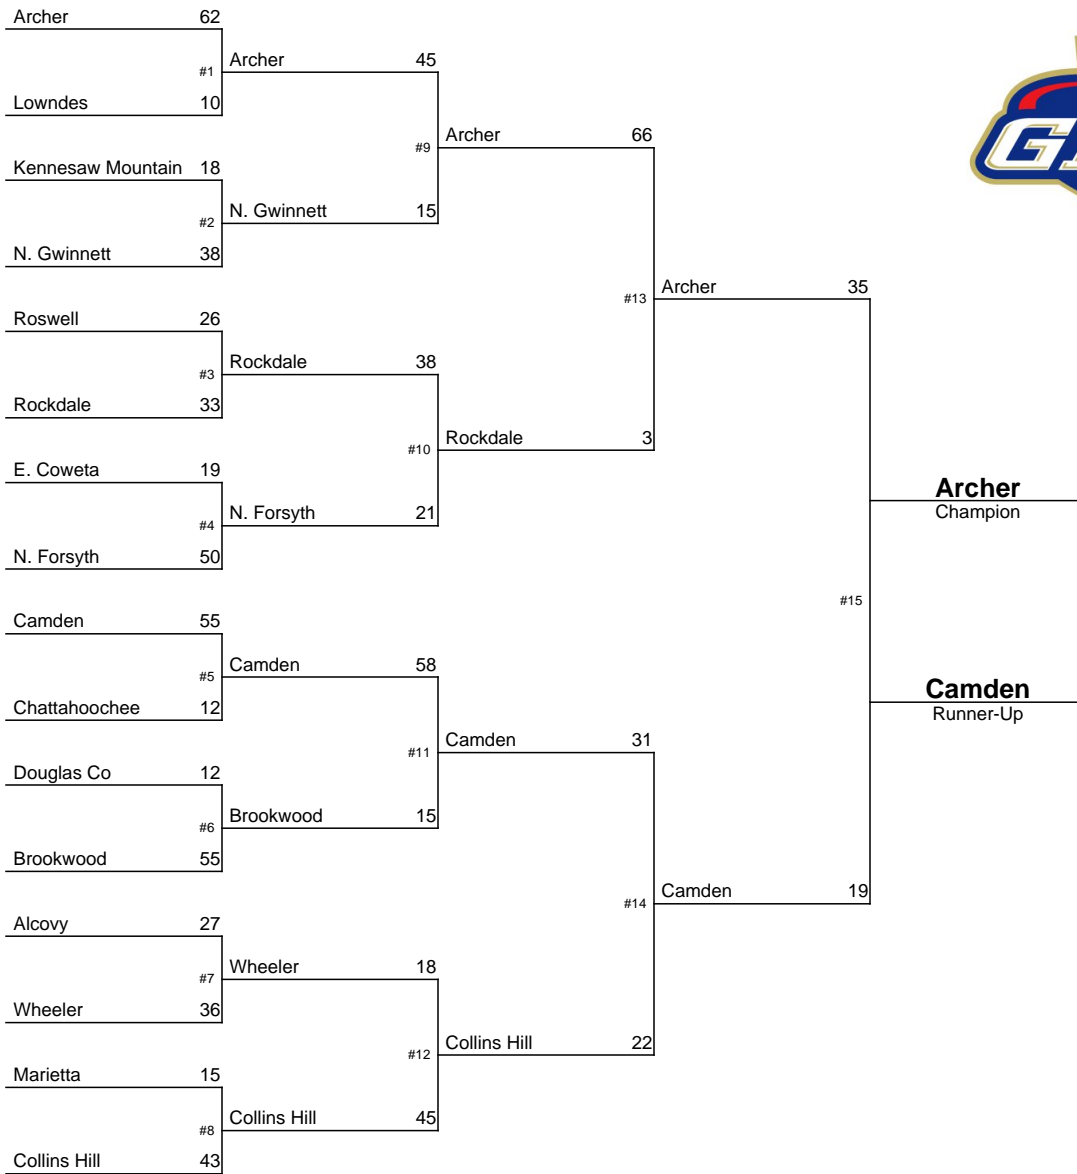 Archer 62
#1 Archer 45
Lowndes 10
#9 Archer 66
Kennesaw Mountain 18
#2 N. Gwinnett 15
N. Gwinnett 38
#13 Archer 35
Roswell 26
#3 Rockdale 38
Rockdale 33
#10 Rockdale 3
E. Coweta 19
#4 N. Forsyth 21
N. Forsyth 50
Archer
Champion
#15
Camden 55
#5 Camden 58
Chattahoochee 12
Camden
Runner-Up
#11 Camden 31
Douglas Co 12
#6 Brookwood 15
Brookwood 55
#14 Camden 19
Alcovy 27
#7 Wheeler 18
Wheeler 36
#12 Collins Hill 22
Marietta 15
#8 Collins Hill 45
Collins Hill 43